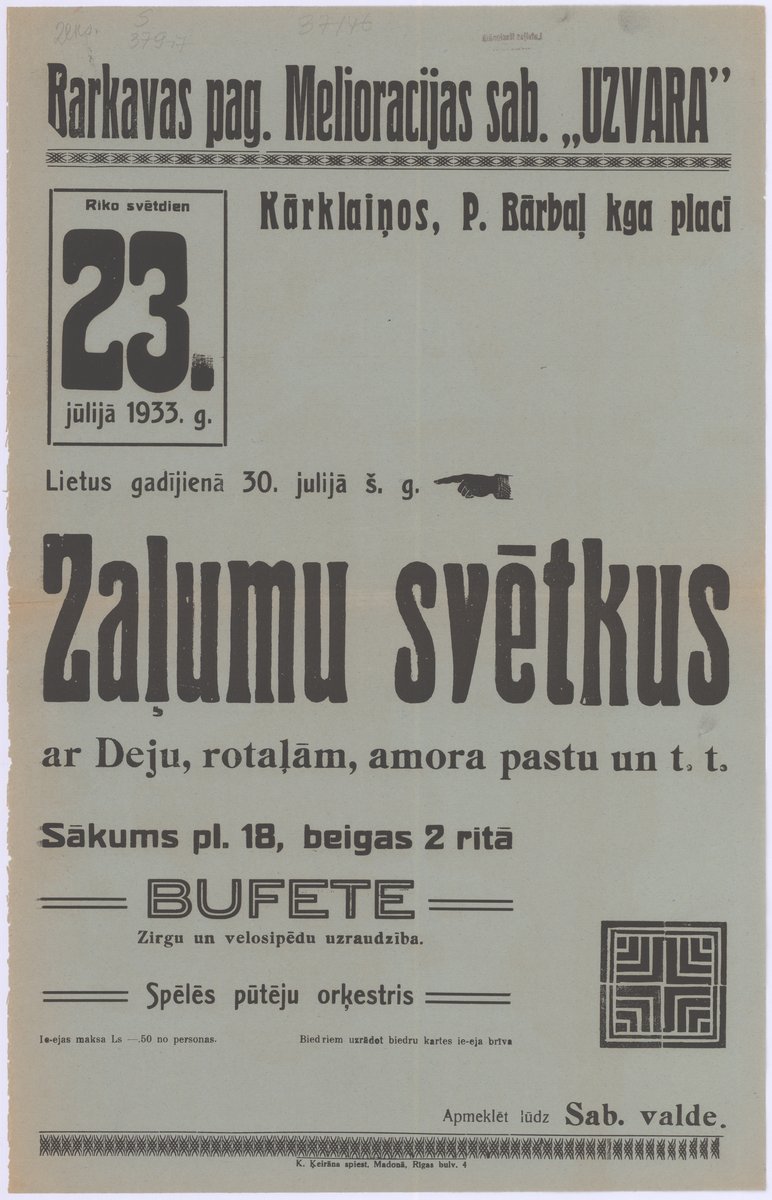 Barkavas pag. Melioracijas sab. „UZVARA”
Riko svētdien
23.
jūlijā 1933. g.
Kārklaiņos, P. Bārbaļ kga placī
Lietus gadījienā 30. julijā š. g.
Zaļumu svētkus
ar Deju, rotaļām, amora pastu un t. t.
Sākums pl. 18, beigas 2 ritā
BUFETE
Zirgu un velosipēdu uzraudzība.
Spēlēs pūtēju orķestris
Ie-ejas maksa Ls —.50 no personas.
Biedriem uzrādot biedru kartes ie-eja brīva
Apmeklēt lūdz Sab. valde.
K. Ķeirāna spiest. Madonā, Rīgas bulv. 4